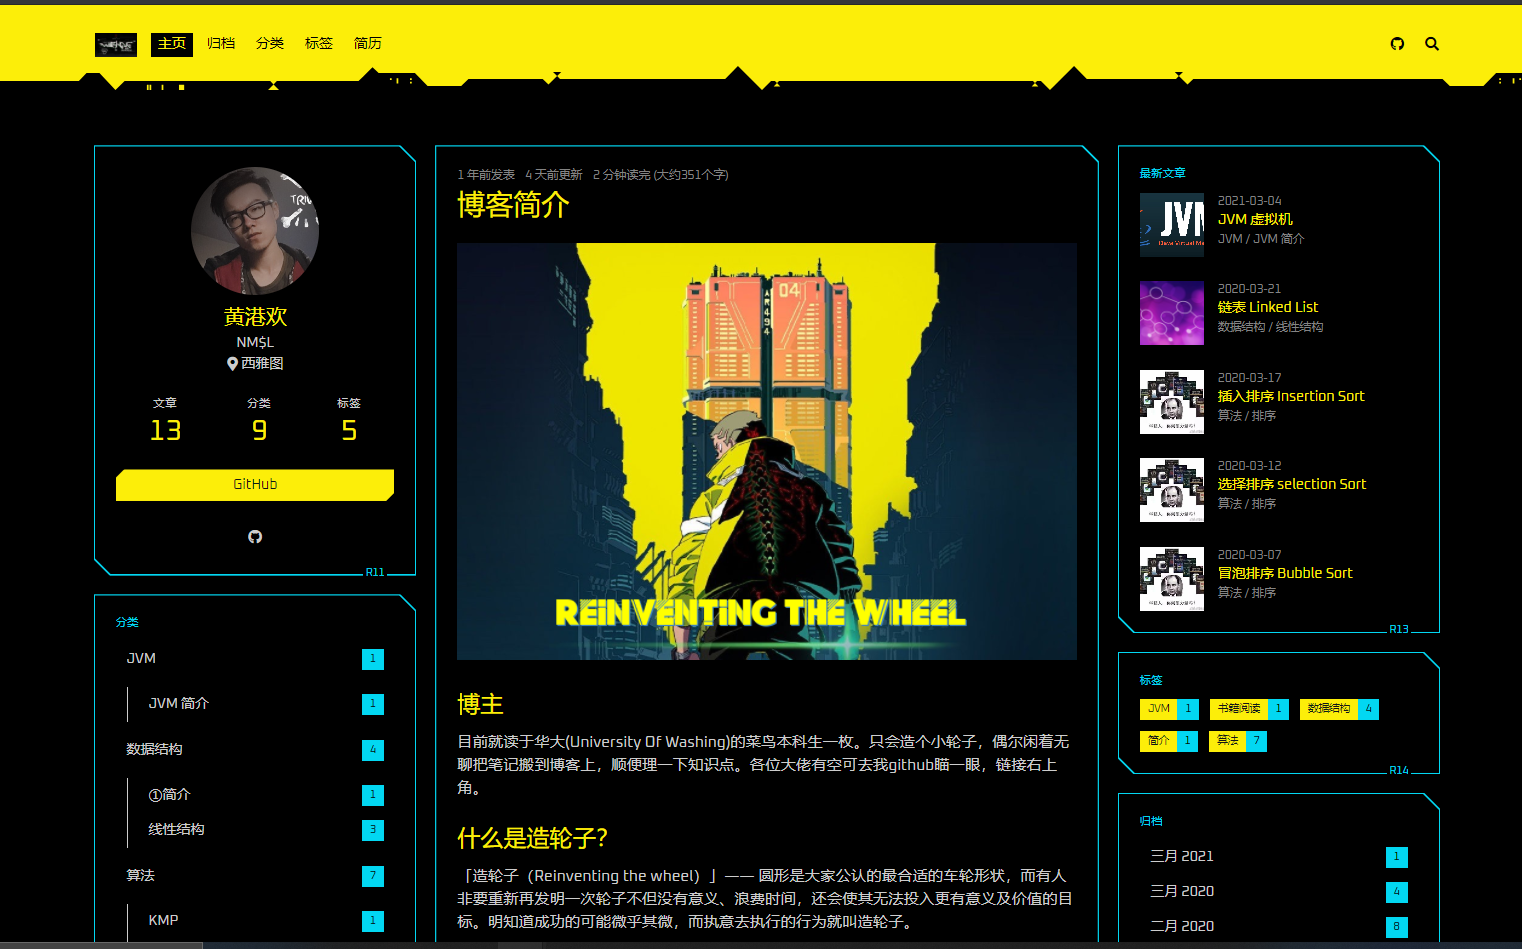 主页 归档 分类 标签 简历
黄港欢
NM$L
西雅图
文章 分类 标签
13 9 5
GitHub
R11
分类
JVM 1
JVM 简介 1
数据结构 4
①简介 1
线性结构 3
算法 7
KMP 1
1 年前发表 4 天前更新 2 分钟读完 (大约351个字)
博客简介
04
REINVENTING THE WHEEL
博主
目前就读于华大(University Of Washing)的菜鸟本科生一枚。只会造个小轮子，偶尔闲着无
聊把笔记搬到博客上，顺便理一下知识点。各位大佬有空可去我github瞄一眼，链接右上
角。
什么是造轮子？
「造轮子（Reinventing the wheel）」—— 圆形是大家公认的最合适的车轮形状，而有人
非要重新再发明一次轮子不但没有意义、浪费时间，还会使其无法投入更有意义及价值的目
标。明知道成功的可能微乎其微，而执意去执行的行为就叫造轮子。
最新文章
2021-03-04
JVM 虚拟机
JVM / JVM 简介
2020-03-21
链表 Linked List
数据结构 / 线性结构
2020-03-17
插入排序 Insertion Sort
算法 / 排序
2020-03-12
选择排序 selection Sort
算法 / 排序
2020-03-07
冒泡排序 Bubble Sort
算法 / 排序
R13
标签
JVM 1 书籍阅读 1 数据结构 4
简介 1 算法 7
R14
归档
三月 2021 1
三月 2020 4
二月 2020 8